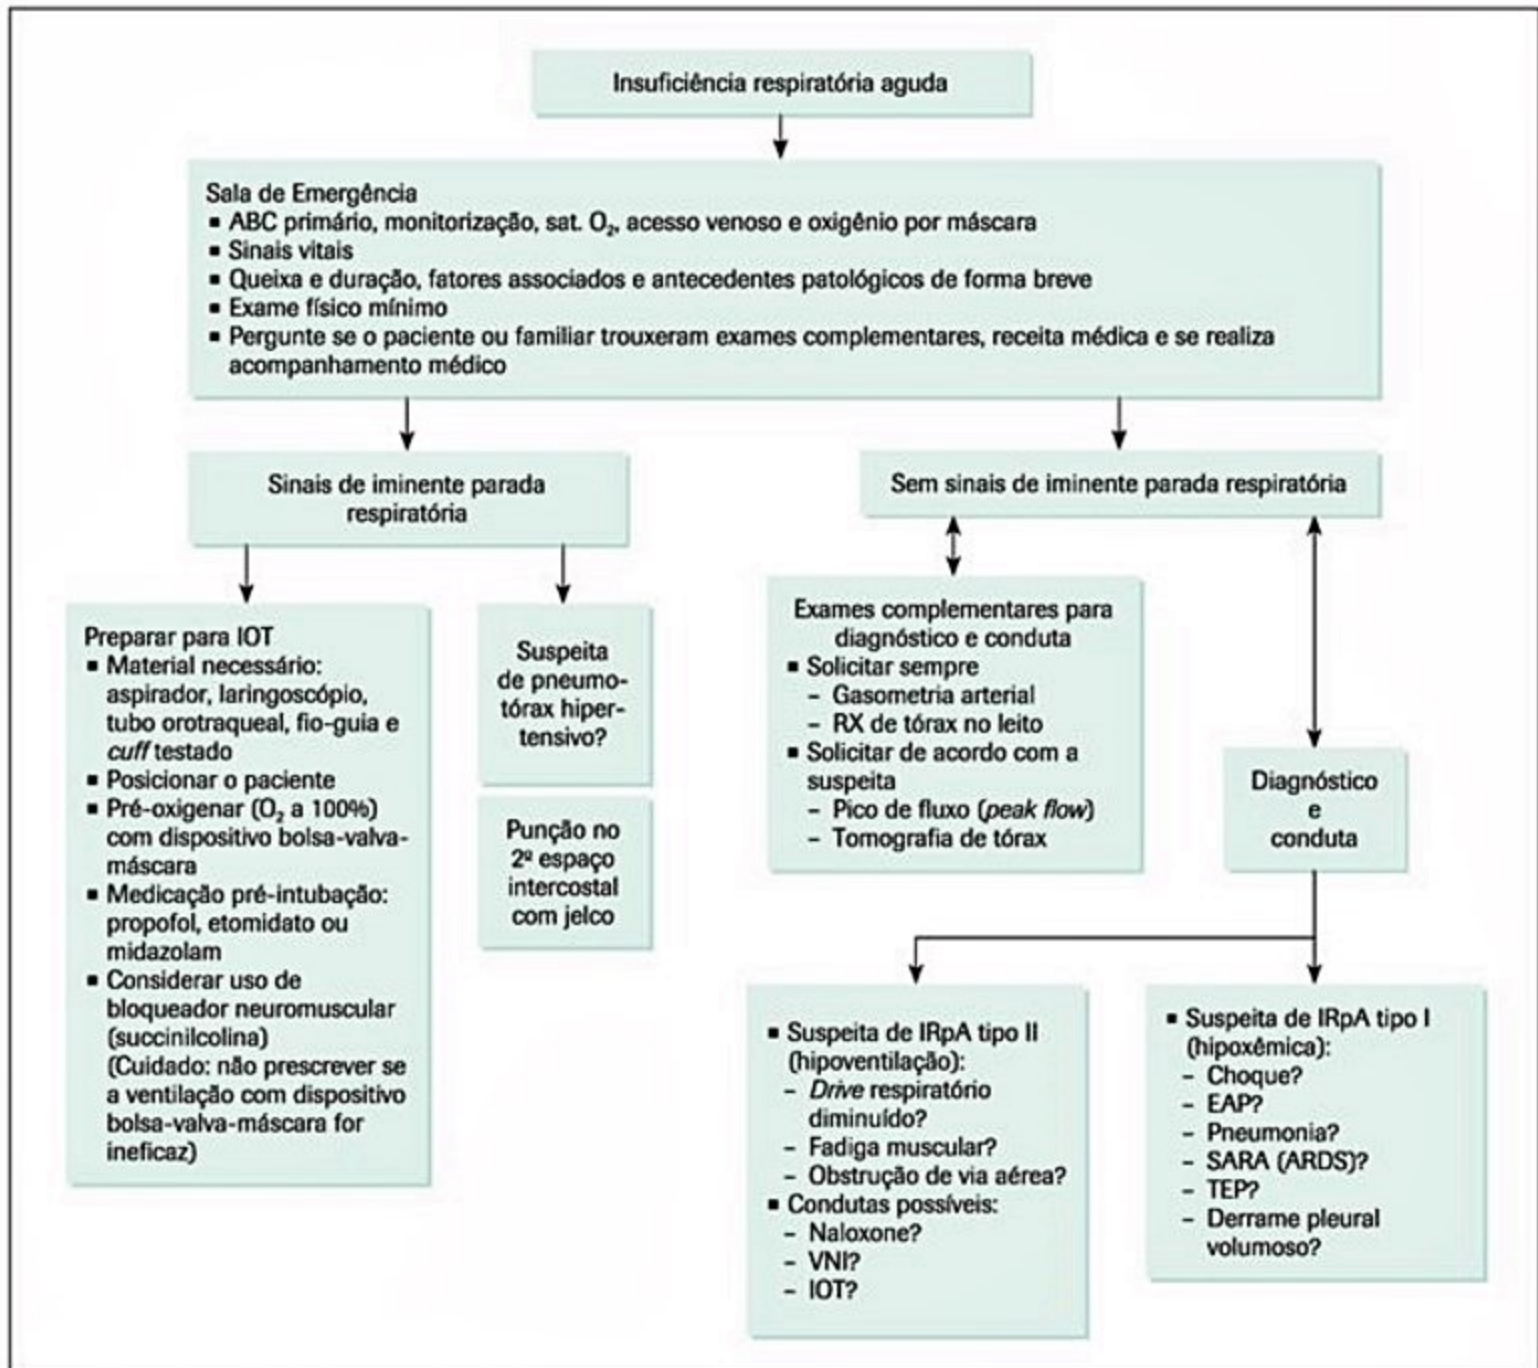 Insuficiência respiratória aguda
Sala de Emergência
▪ ABC primário, monitorização, sat. O₂, acesso venoso e oxigênio por máscara
▪ Sinais vitais
▪ Queixa e duração, fatores associados e antecedentes patológicos de forma breve
▪ Exame físico mínimo
▪ Pergunte se o paciente ou familiar trouxeram exames complementares, receita médica e se realiza
acompanhamento médico
Sinais de iminente parada
respiratória
Sem sinais de iminente parada respiratória
Preparar para IOT
▪ Material necessário:
aspirador, laringoscópio,
tubo orotraqueal, fio-guia e
cuff testado
▪ Posicionar o paciente
▪ Pré-oxigenar (O₂ a 100%)
com dispositivo bolsa-valva-
máscara
▪ Medicação pré-intubação:
propofol, etomidato ou
midazolam
▪ Considerar uso de
bloqueador neuromuscular
(succinilcolina)
(Cuidado: não prescrever se
a ventilação com dispositivo
bolsa-valva-máscara for
ineficaz)
Suspeita
de pneumo-
tórax hiper-
tensivo?
Punção no
2º espaço
intercostal
com jelco
Exames complementares para
diagnóstico e conduta
▪ Solicitar sempre
– Gasometria arterial
– RX de tórax no leito
▪ Solicitar de acordo com a
suspeita
– Pico de fluxo (peak flow)
– Tomografia de tórax
Diagnóstico
e
conduta
▪ Suspeita de IRpA tipo II
(hipoventilação):
– Drive respiratório
diminuído?
– Fadiga muscular?
– Obstrução de via aérea?
▪ Condutas possíveis:
– Naloxone?
– VNI?
– IOT?
▪ Suspeita de IRpA tipo I
(hipoxêmica):
– Choque?
– EAP?
– Pneumonia?
– SARA (ARDS)?
– TEP?
– Derrame pleural
volumoso?